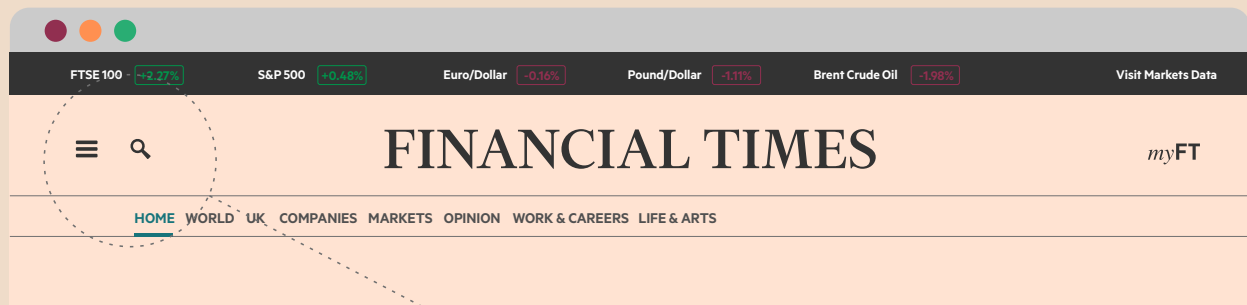 FTSE 100 +2.27% S&P 500 +0.48% Euro/Dollar -0.16% Pound/Dollar -1.11% Brent Crude Oil -1.98% Visit Markets Data
FINANCIAL TIMES
myFT
HOME WORLD UK COMPANIES MARKETS OPINION WORK & CAREERS LIFE & ARTS